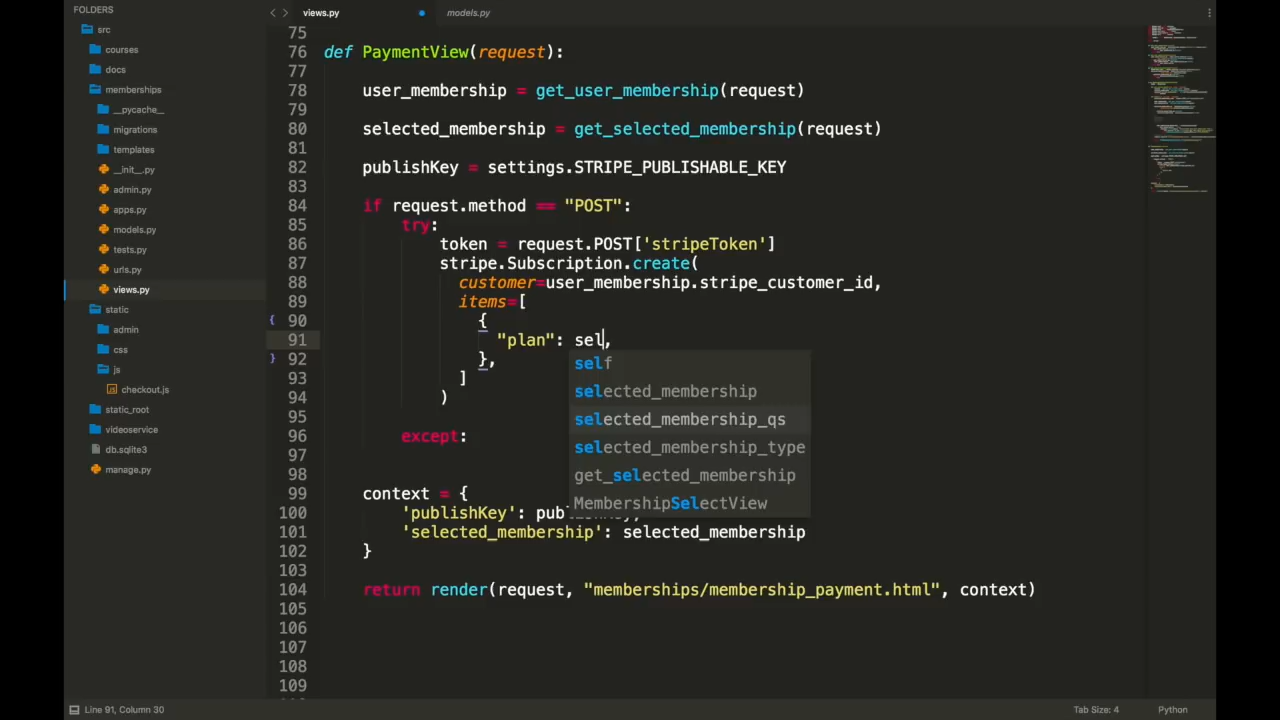 FOLDERS
src
courses
docs
memberships
__pycache__
migrations
templates
__init__.py
admin.py
apps.py
models.py
tests.py
urls.py
views.py
static
admin
css
js
checkout.js
static_root
videoservice
db.sqlite3
manage.py
views.py
models.py
75
76 def PaymentView(request):
77
78 user_membership = get_user_membership(request)
79
80 selected_membership = get_selected_membership(request)
81
82 publishKey = settings.STRIPE_PUBLISHABLE_KEY
83
84 if request.method == "POST":
85 try:
86 token = request.POST['stripeToken']
87 stripe.Subscription.create(
88 customer=user_membership.stripe_customer_id,
89 items=[
{ 90 {
91 "plan": sel,
} 92 },
93 ]
94 )
95
96 except:
97
98
99 context = {
100 'publishKey': publishKey,
101 'selected_membership': selected_membership
102 }
103
104 return render(request, "memberships/membership_payment.html", context)
105
106
107
108
109
self
selected_membership
selected_membership_qs
selected_membership_type
get_selected_membership
MembershipSelectView
Line 91, Column 30
Tab Size: 4
Python